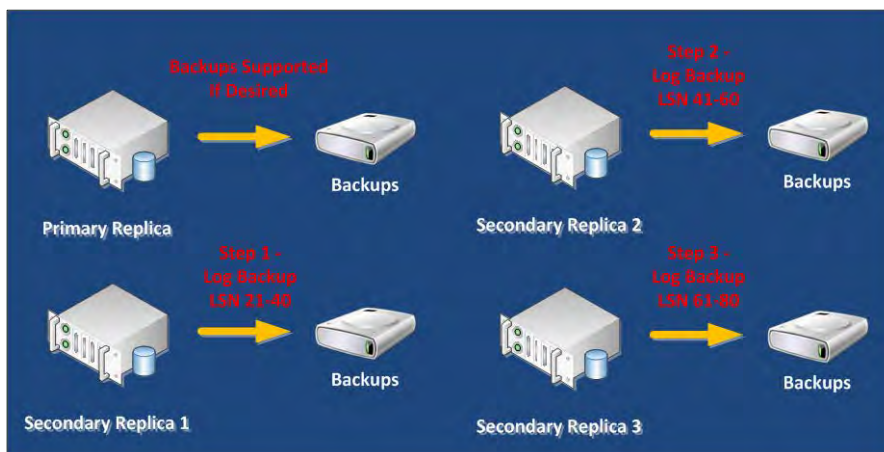 Backups Supported
If Desired
Backups
Primary Replica
Step 2 -
Log Backup
LSN 41-60
Backups
Secondary Replica 2
Step 1 -
Log Backup
LSN 21-40
Backups
Secondary Replica 1
Step 3 -
Log Backup
LSN 61-80
Backups
Secondary Replica 3